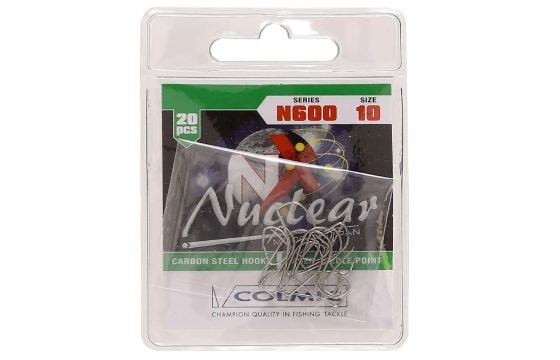 20 pcs
SERIES SIZE
N600 10
N
Nuclear
CARBON STEEL HOOK POINT
COLMIC
CHAMPION QUALITY IN FISHING TACKLE